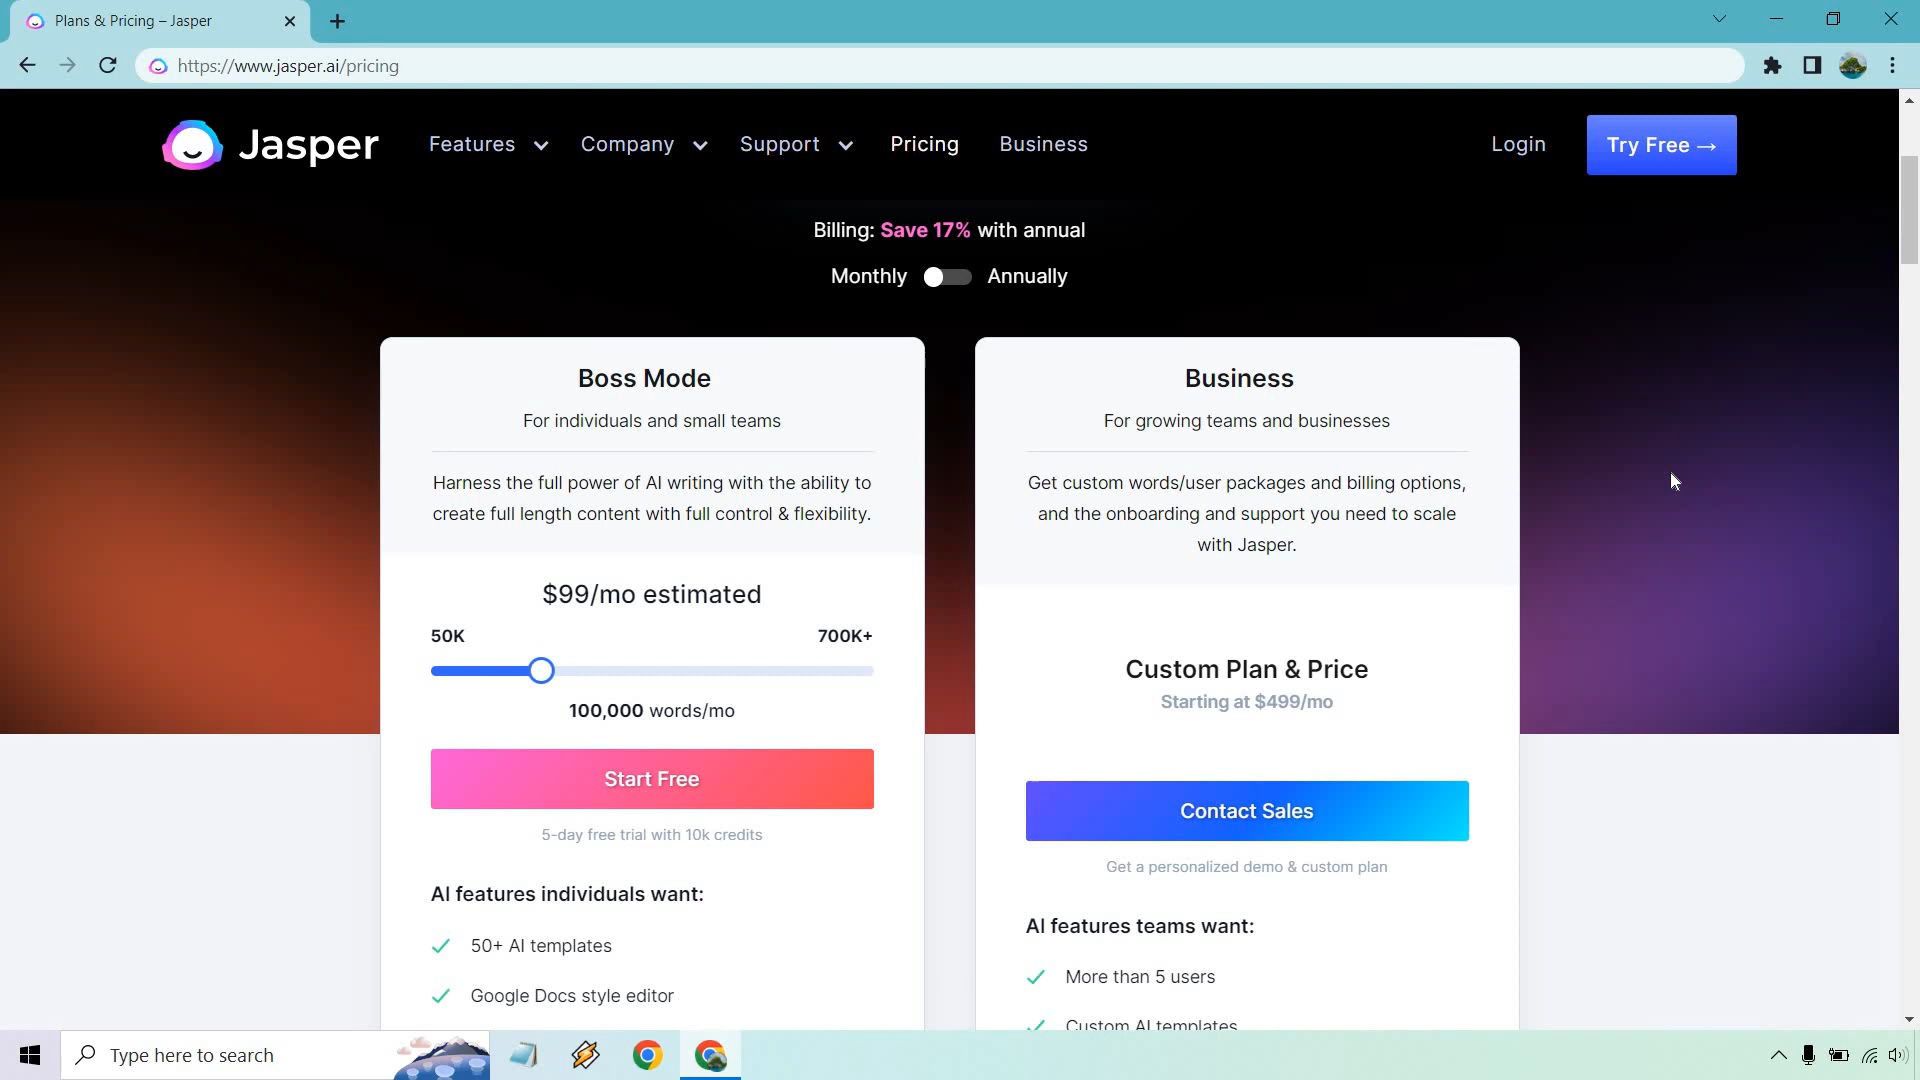 Plans & Pricing – Jasper
https://www.jasper.ai/pricing
Jasper
Features
Company
Support
Pricing
Business
Login
Try Free →
Billing: Save 17% with annual
Monthly
Annually
Boss Mode
For individuals and small teams
Harness the full power of AI writing with the ability to
create full length content with full control & flexibility.
$99/mo estimated
50K
700K+
100,000 words/mo
Start Free
5-day free trial with 10k credits
AI features individuals want:
50+ AI templates
Google Docs style editor
Business
For growing teams and businesses
Get custom words/user packages and billing options,
and the onboarding and support you need to scale
with Jasper.
Custom Plan & Price
Starting at $499/mo
Contact Sales
Get a personalized demo & custom plan
AI features teams want:
More than 5 users
Custom AI templates
Type here to search